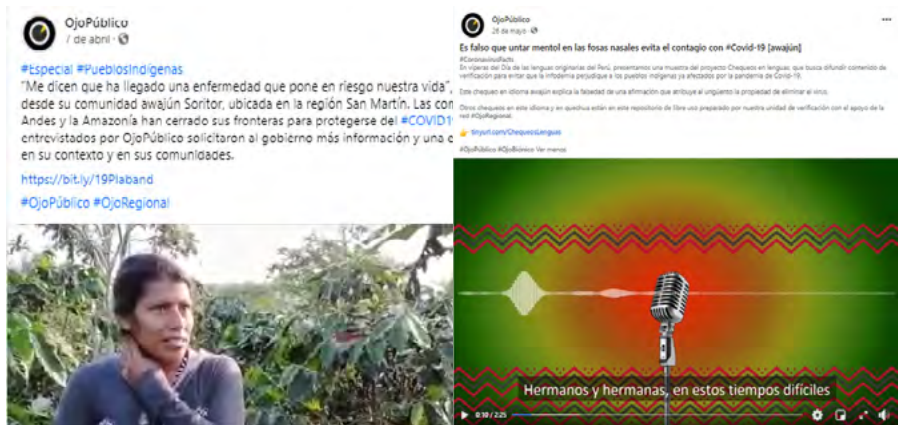 OjoPúblico
7 de abril
#Especial #PueblosIndígenas
"Me dicen que ha llegado una enfermedad que pone en riesgo nuestra vida",
desde su comunidad awajún Soritor, ubicada en la región San Martín. Las com
Andes y la Amazonía han cerrado sus fronteras para protegerse del #COVID19
entrevistados por OjoPúblico solicitaron al gobierno más información y una e
en su contexto y en sus comunidades.
https://bit.ly/19Plaband
#OjoPúblico #OjoRegional
OjoPúblico
26 de mayo
Es falso que untar mentol en las fosas nasales evita el contagio con #Covid-19 [awajún]
#CoronavirusFacts
En vísperas del Día de las lenguas originarias del Perú, presentamos una muestra del proyecto Chequeos en lenguas, que busca difundir contenido de
verificación para evitar que la infodemia perjudique a los pueblos indígenas ya afectados por la pandemia de Covid-19.
Este chequeo en idioma awajún explica la falsedad de una afirmación que atribuye al ungüento la propiedad de eliminar el virus.
Otros chequeos en este idioma y en quechua están en este repositorio de libre uso preparado por nuestra unidad de verificación con el apoyo de la
red #OjoRegional:
tinyurl.com/ChequeosLenguas
#OjoPúblico #OjoBiónico Ver menos
Hermanos y hermanas, en estos tiempos difíciles
0:10 / 2:25